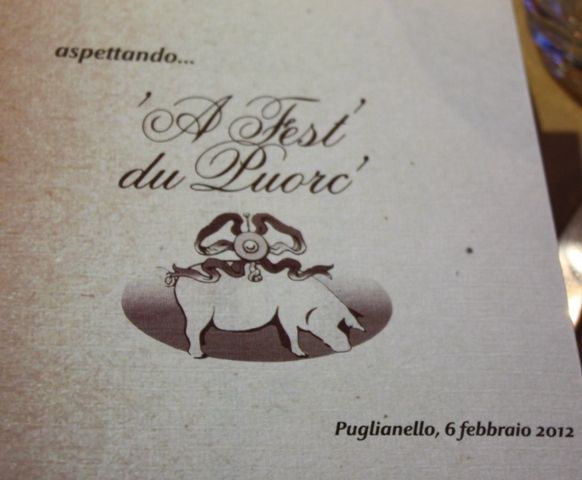 aspettando...
'A Fest'
du Puorc'
Puglianello, 6 febbraio 2012